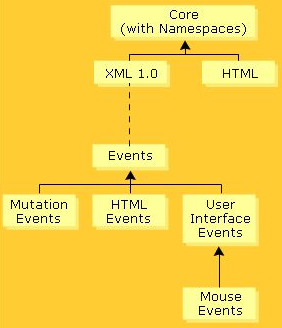 Core
(with Namespaces)
XML 1.0
HTML
Events
Mutation
Events
HTML
Events
User
Interface
Events
Mouse
Events